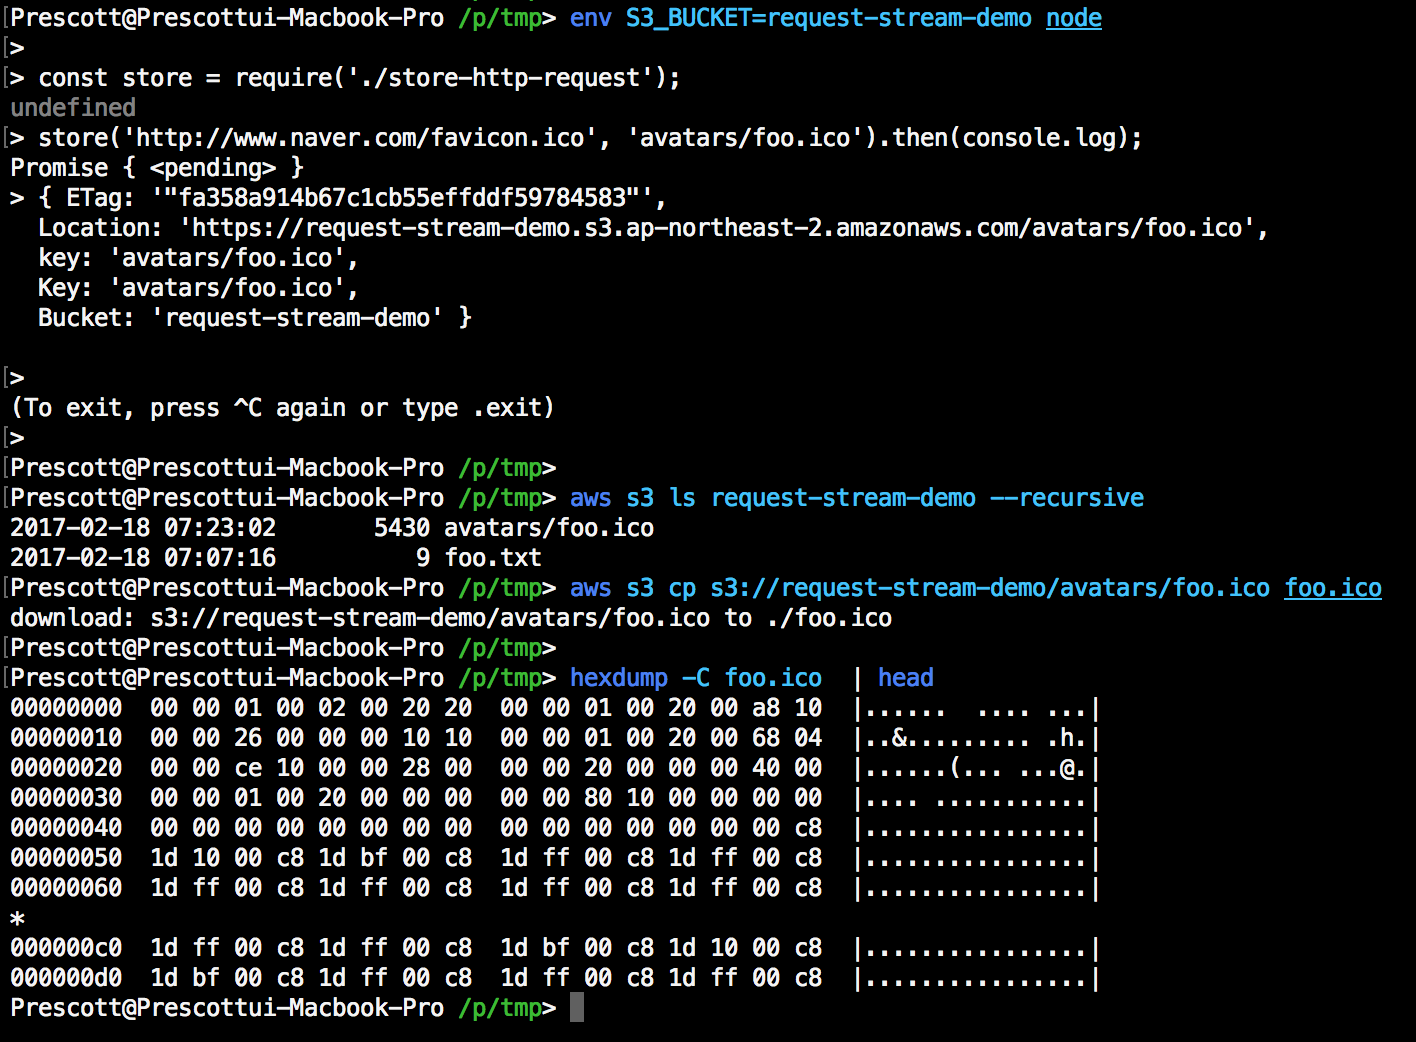 Prescott@Prescottui-Macbook-Pro /p/tmp> env S3_BUCKET=request-stream-demo node
[>
[> const store = require('./store-http-request');
undefined
[> store('http://www.naver.com/favicon.ico', 'avatars/foo.ico').then(console.log);
Promise { <pending> }
> { ETag: '"fa358a914b67c1cb55effddf59784583"',
  Location: 'https://request-stream-demo.s3.ap-northeast-2.amazonaws.com/avatars/foo.ico',
  key: 'avatars/foo.ico',
  Key: 'avatars/foo.ico',
  Bucket: 'request-stream-demo' }
[>
(To exit, press ^C again or type .exit)
[>
[Prescott@Prescottui-Macbook-Pro /p/tmp>
[Prescott@Prescottui-Macbook-Pro /p/tmp> aws s3 ls request-stream-demo --recursive
2017-02-18 07:23:02       5430 avatars/foo.ico
2017-02-18 07:07:16          9 foo.txt
[Prescott@Prescottui-Macbook-Pro /p/tmp> aws s3 cp s3://request-stream-demo/avatars/foo.ico foo.ico
download: s3://request-stream-demo/avatars/foo.ico to ./foo.ico
[Prescott@Prescottui-Macbook-Pro /p/tmp>
[Prescott@Prescottui-Macbook-Pro /p/tmp> hexdump -C foo.ico  | head
00000000  00 00 01 00 02 00 20 20  00 00 01 00 20 00 a8 10  |......  .... ...|
00000010  00 00 26 00 00 00 10 10  00 00 01 00 20 00 68 04  |..&......... .h.|
00000020  00 00 ce 10 00 00 28 00  00 00 20 00 00 00 40 00  |......(... ...@.|
00000030  00 00 01 00 20 00 00 00  00 00 80 10 00 00 00 00  |.... ...........|
00000040  00 00 00 00 00 00 00 00  00 00 00 00 00 00 00 c8  |................|
00000050  1d 10 00 c8 1d bf 00 c8  1d ff 00 c8 1d ff 00 c8  |................|
00000060  1d ff 00 c8 1d ff 00 c8  1d ff 00 c8 1d ff 00 c8  |................|
*
000000c0  1d ff 00 c8 1d ff 00 c8  1d bf 00 c8 1d 10 00 c8  |................|
000000d0  1d bf 00 c8 1d ff 00 c8  1d ff 00 c8 1d ff 00 c8  |................|
Prescott@Prescottui-Macbook-Pro /p/tmp>